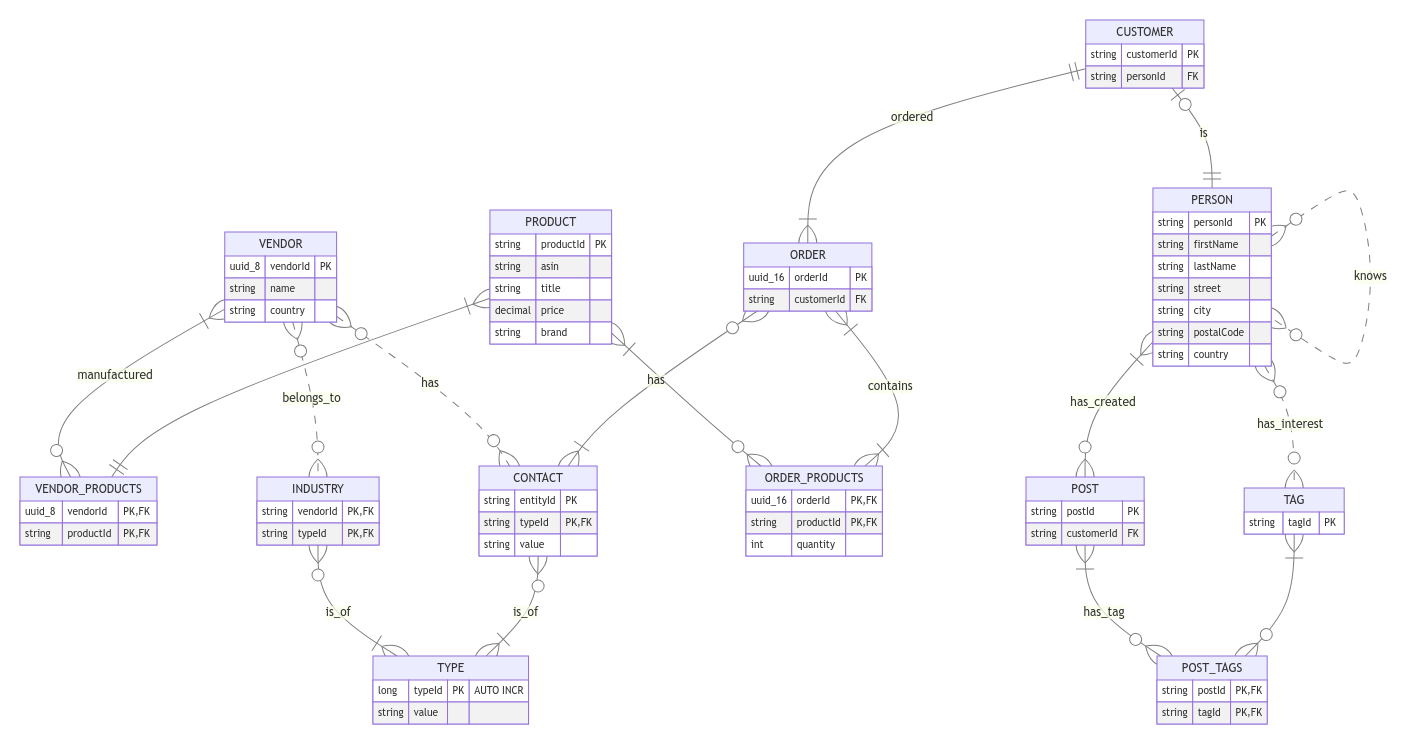 CUSTOMER
string customerId PK
string personId FK
ordered
is
PERSON
string personId PK
string firstName
string lastName
string street
string city
string postalCode
string country
knows
PRODUCT
string productId PK
string asin
string title
decimal price
string brand
VENDOR
uuid_8 vendorId PK
string name
string country
ORDER
uuid_16 orderId PK
string customerId FK
manufactured
belongs_to
has
has
contains
has_created
has_interest
VENDOR_PRODUCTS
uuid_8 vendorId PK,FK
string productId PK,FK
INDUSTRY
string vendorId PK,FK
string typeId PK,FK
CONTACT
string entityId PK
string typeId PK,FK
string value
ORDER_PRODUCTS
uuid_16 orderId PK,FK
string productId PK,FK
int quantity
POST
string postId PK
string customerId FK
TAG
string tagId PK
is_of
is_of
has_tag
TYPE
long typeId PK AUTO INCR
string value
POST_TAGS
string postId PK,FK
string tagId PK,FK